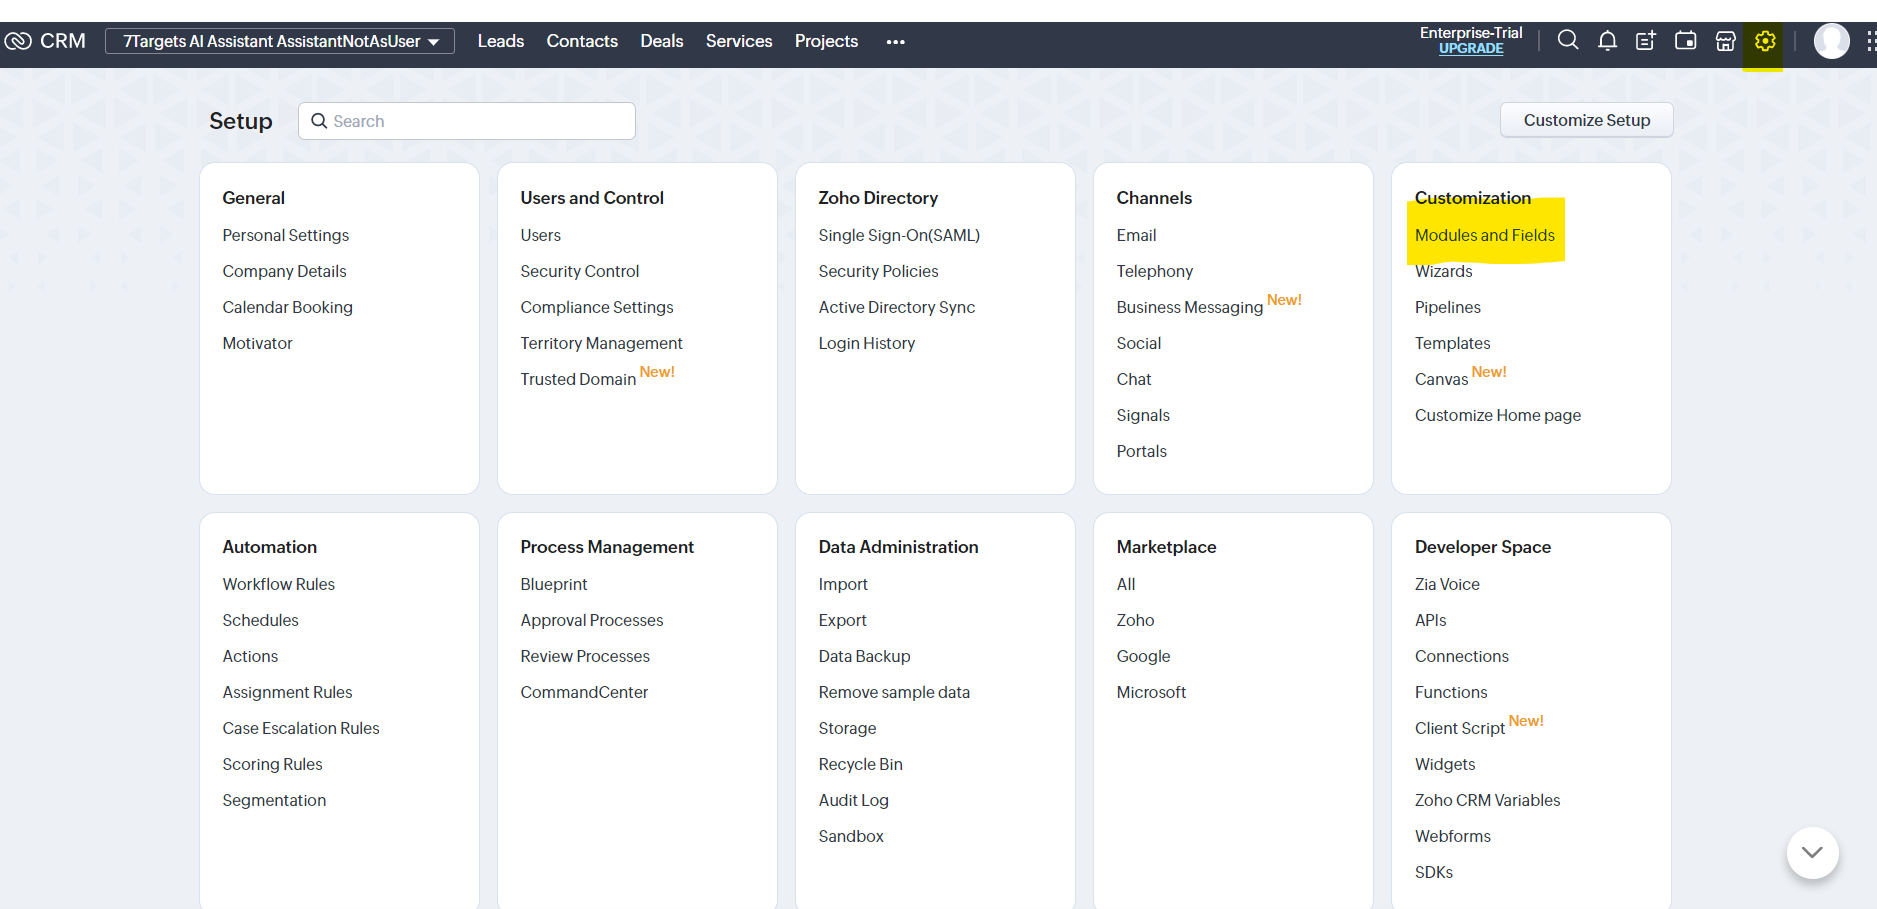 CRM
7Targets AI Assistant AssistantNotAsUser
Leads
Contacts
Deals
Services
Projects
Enterprise-Trial
UPGRADE
Setup
Search
Customize Setup
General
Personal Settings
Company Details
Calendar Booking
Motivator
Users and Control
Users
Security Control
Compliance Settings
Territory Management
Trusted Domain New!
Zoho Directory
Single Sign-On(SAML)
Security Policies
Active Directory Sync
Login History
Channels
Email
Telephony
Business Messaging New!
Social
Chat
Signals
Portals
Customization
Modules and Fields
Wizards
Pipelines
Templates
Canvas New!
Customize Home page
Automation
Workflow Rules
Schedules
Actions
Assignment Rules
Case Escalation Rules
Scoring Rules
Segmentation
Process Management
Blueprint
Approval Processes
Review Processes
CommandCenter
Data Administration
Import
Export
Data Backup
Remove sample data
Storage
Recycle Bin
Audit Log
Sandbox
Marketplace
All
Zoho
Google
Microsoft
Developer Space
Zia Voice
APIs
Connections
Functions
Client Script New!
Widgets
Zoho CRM Variables
Webforms
SDKs